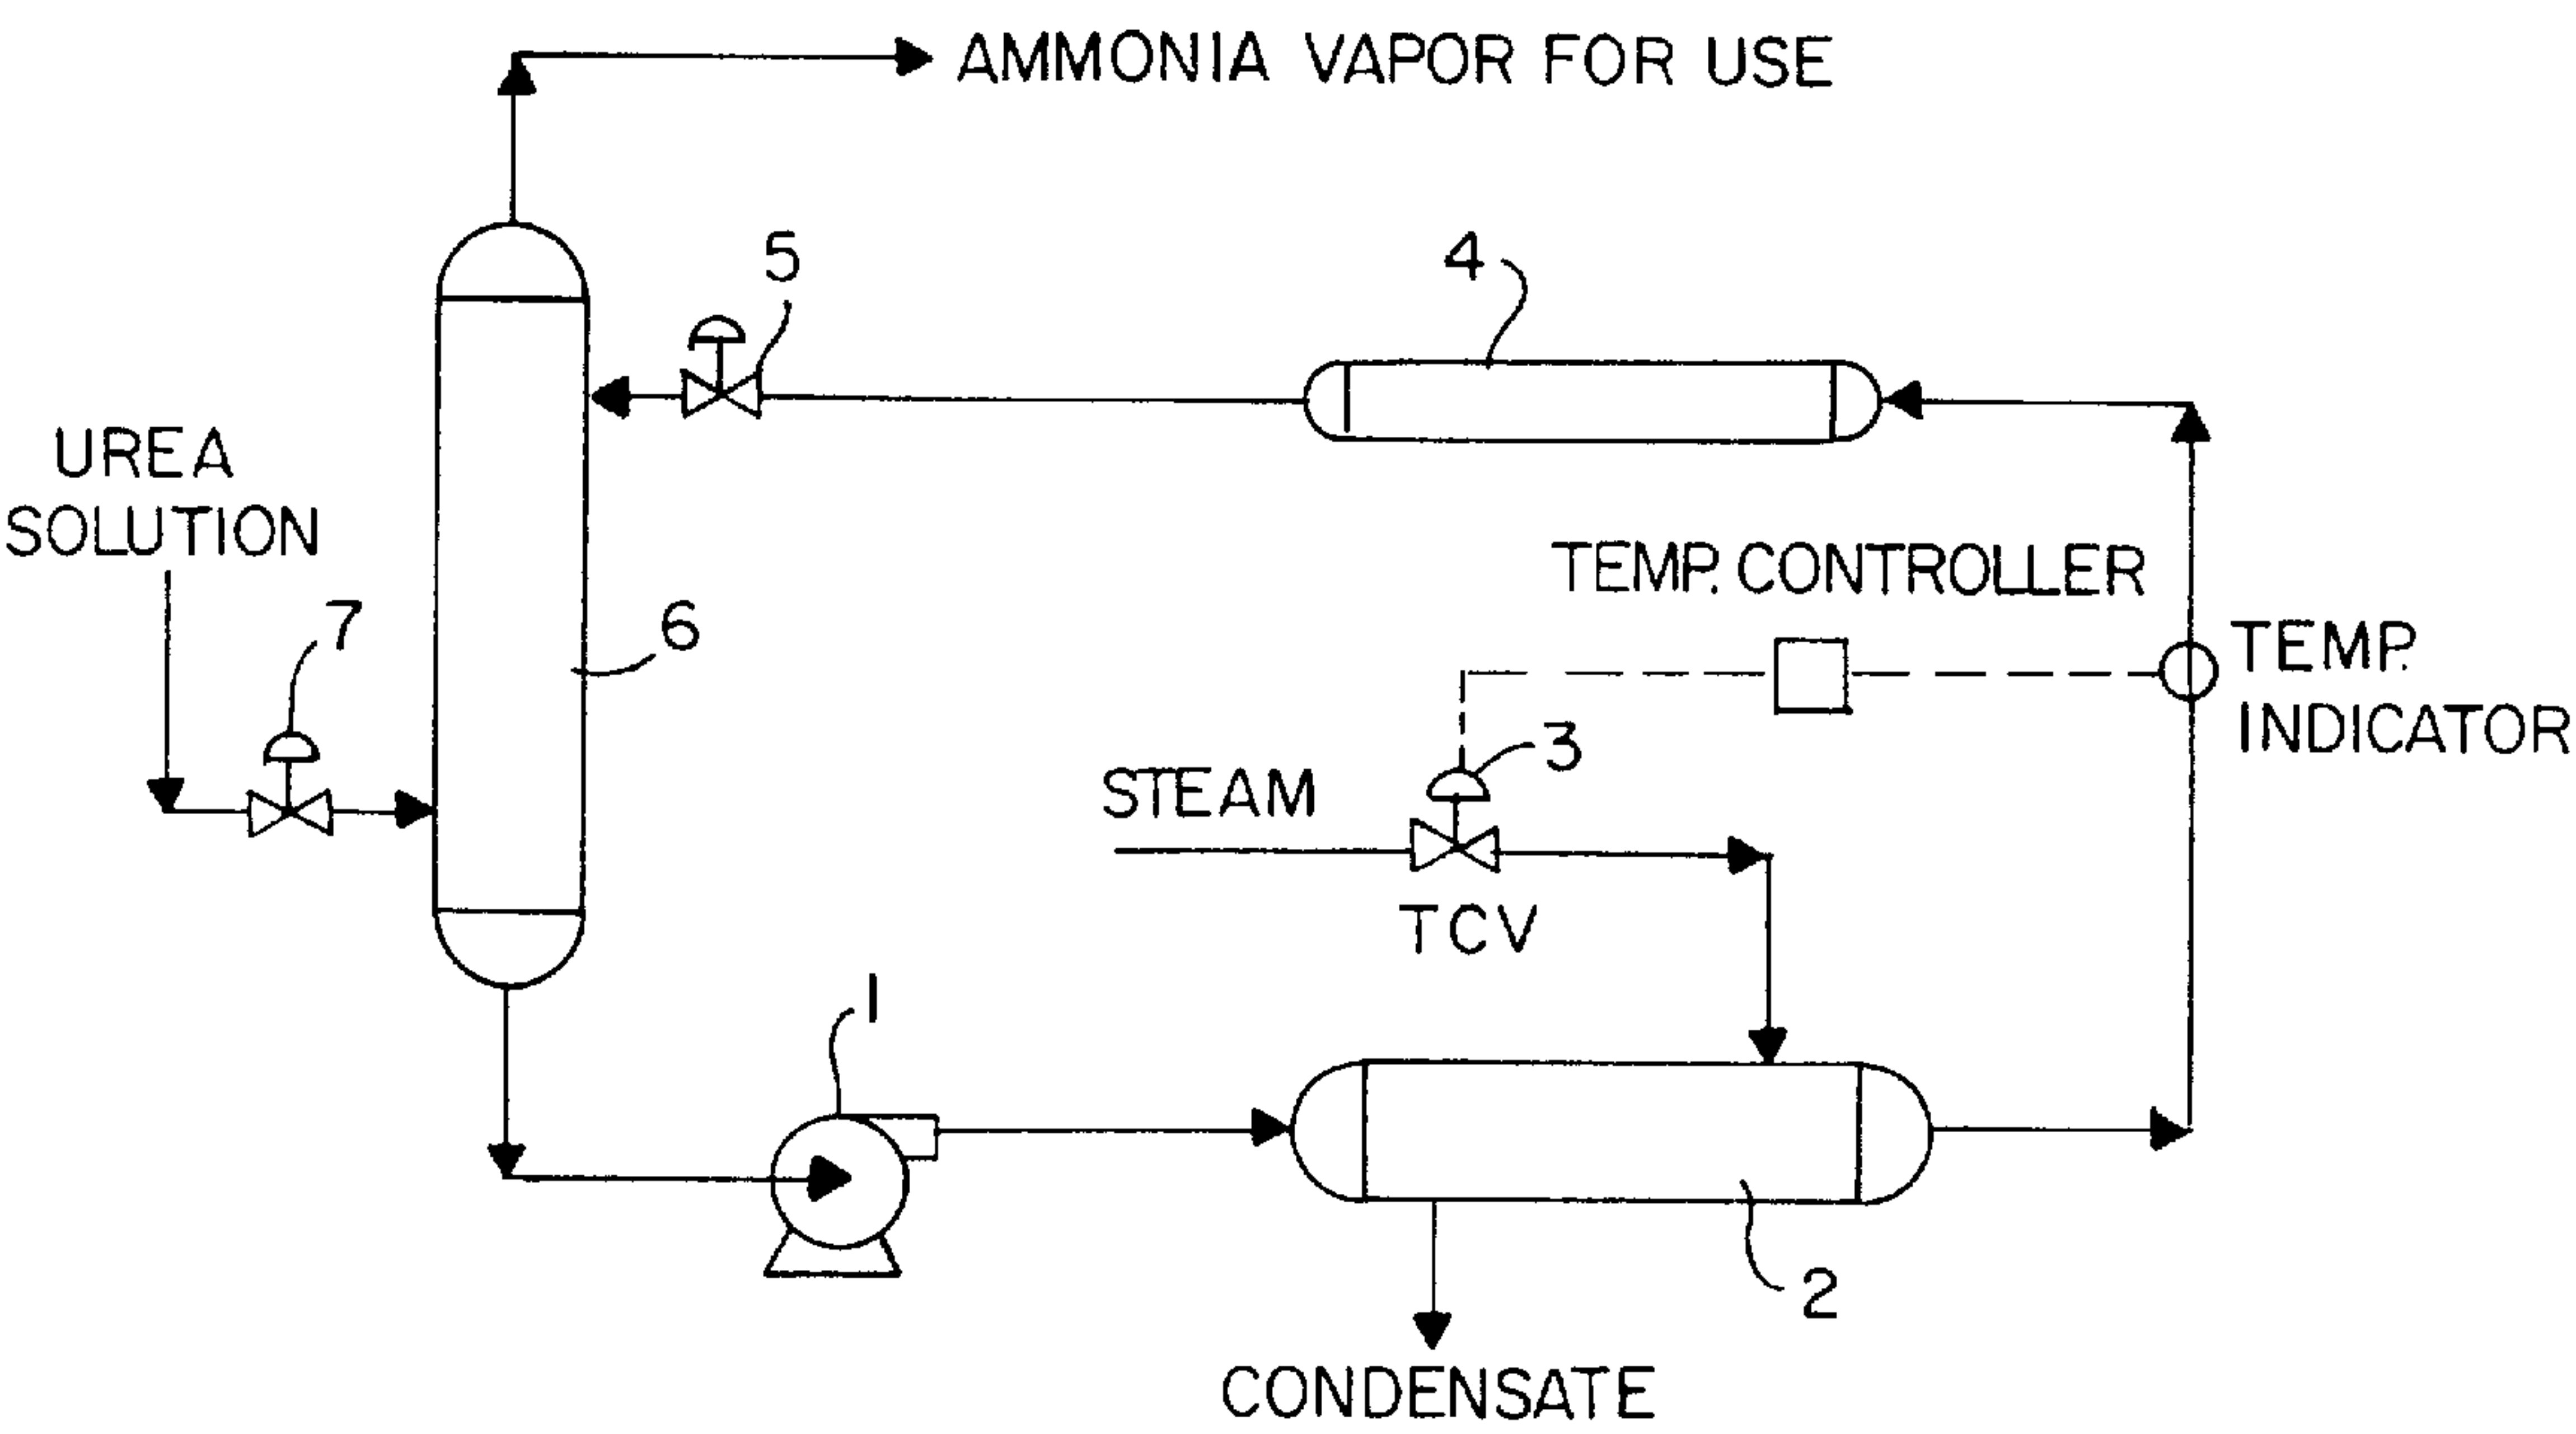 AMMONIA VAPOR FOR USE
5
4
UREA
SOLUTION
TEMP. CONTROLLER
7
6
TEMP.
INDICATOR
3
STEAM
TCV
1
2
CONDENSATE